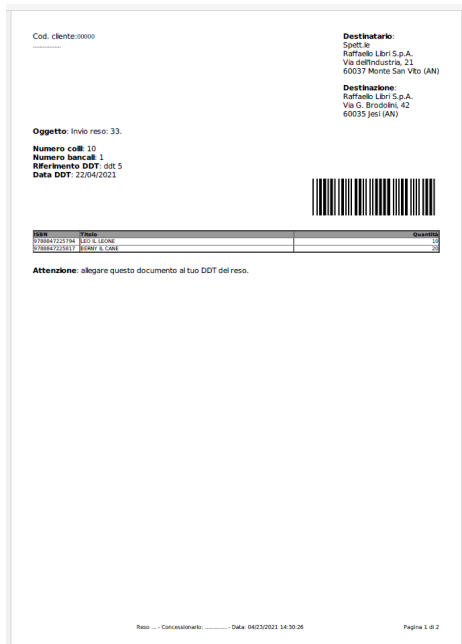 Cod. cliente:00000
................
Destinatario:
Spett.le
Raffaello Libri S.p.A.
Via dell'Industria, 21
60037 Monte San Vito (AN)
Destinazione:
Raffaello Libri S.p.A.
Via G. Brodolini, 42
60035 Jesi (AN)
Oggetto: Invio reso: 33.
Numero colli: 10
Numero bancali: 1
Riferimento DDT: ddt 5
Data DDT: 22/04/2021
ISBN Titolo Quantità
9788847225794 LEO IL LEONE 10
9788847225817 BERNY IL CANE 20
Attenzione: allegare questo documento al tuo DDT del reso.
Reso ... - Concessionario: ............. - Data: 04/23/2021 14:30:26 Pagina 1 di 2